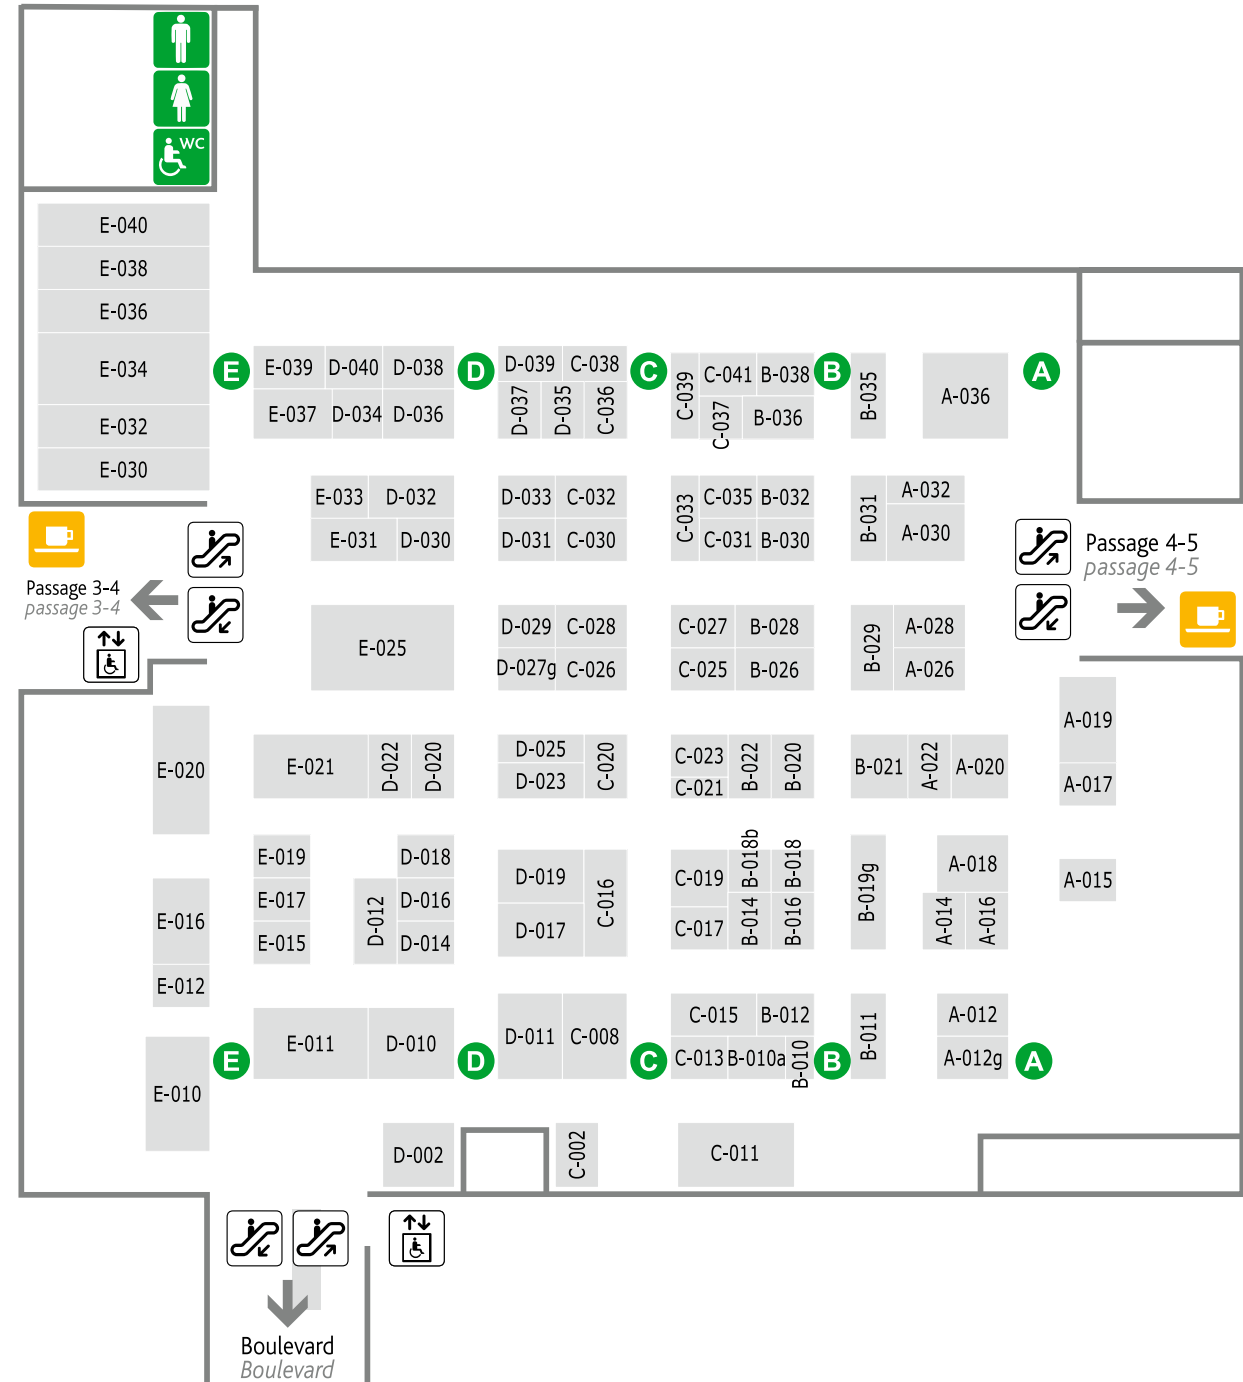 WC
E-040
E-038
E-036
E-034
E-032
E-030
E
E-039 D-040 D-038
E-037 D-034 D-036
D
D-039 C-038
D-037 D-035 C-036
C
C-039 C-041 B-038
C-037 B-036
B
B-035
A-036
A
E-033 D-032
E-031 D-030
D-033 C-032
D-031 C-030
C-033 C-035 B-032
C-031 B-030
B-031 A-032
A-030
Passage 3-4
passage 3-4
Passage 4-5
passage 4-5
E-025
D-029 C-028
D-027g C-026
C-027 B-028
C-025 B-026
B-029 A-028
A-026
A-019
A-017
E-020
E-021 D-022 D-020
D-025 C-020
D-023
C-023 B-022 B-020
C-021
B-021 A-022 A-020
E-019 D-018
E-017 D-012 D-016
E-015 D-014
D-019 C-016
D-017
C-019 B-018b B-018
C-017 B-014 B-016
B-019g
A-018
A-014 A-016
A-015
E-016
E-012
E-010
E
E-011 D-010
D
D-011 C-008
C
C-015 B-012
C-013 B-010a B-010
B
B-011
A-012
A-012g
A
D-002
C-002
C-011
Boulevard
Boulevard